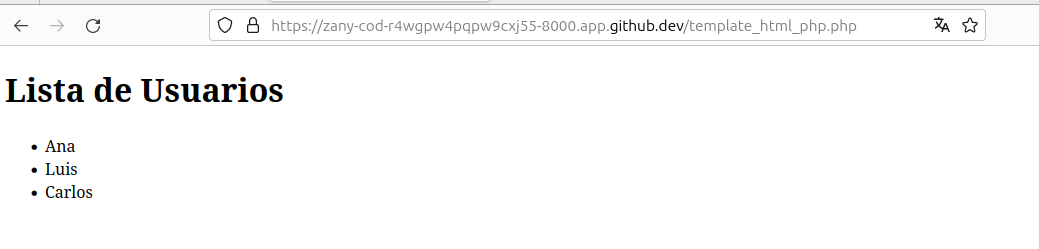 https://zany-cod-r4wgpw4pqpw9cxj55-8000.app.github.dev/template_html_php.php
Lista de Usuarios
Ana
Luis
Carlos